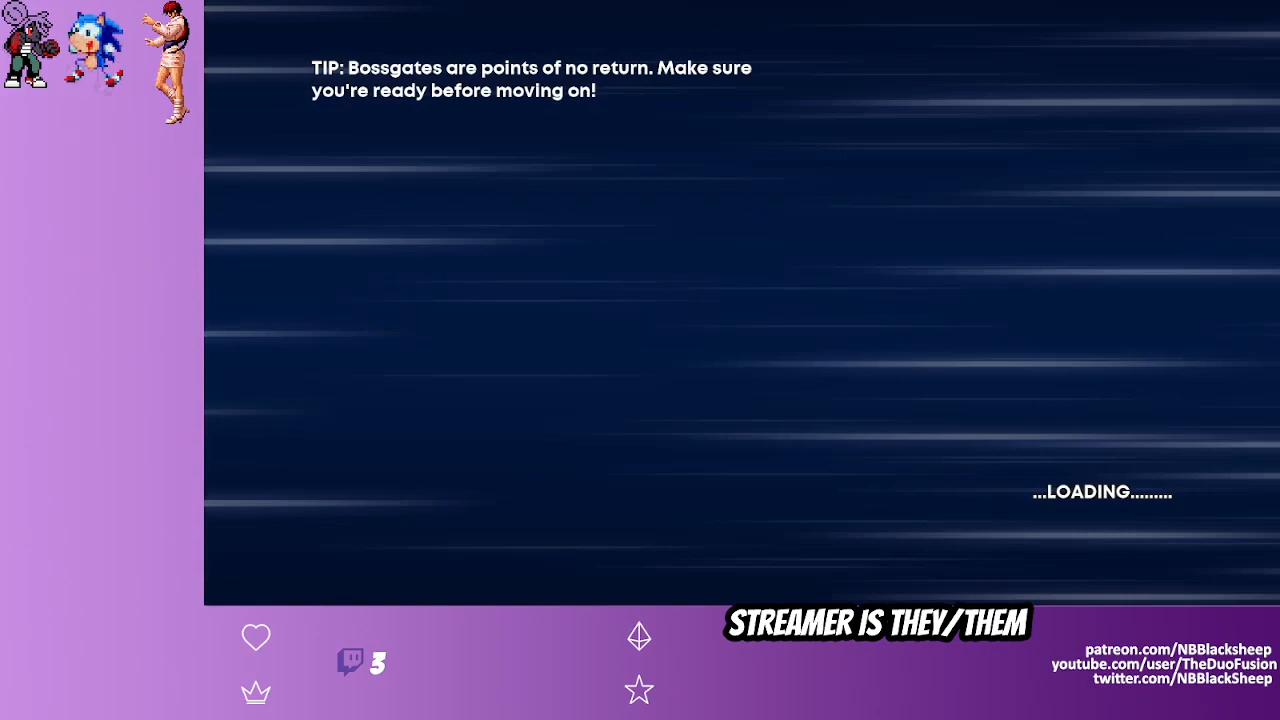 TIP: Bossgates are points of no return. Make sure
you're ready before moving on!
...LOADING.........
STREAMER IS THEY/THEM
3
patreon.com/NBBlacksheep
youtube.com/user/TheDuoFusion
twitter.com/NBBlackSheep